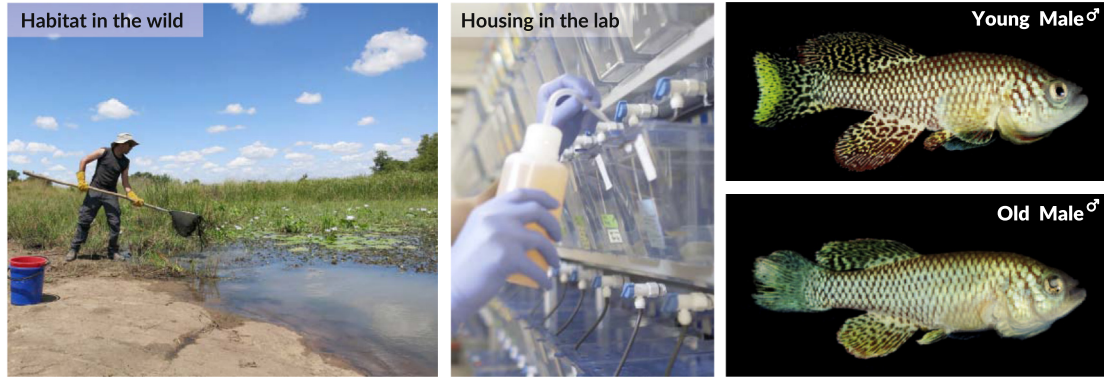 Habitat in the wild
Housing in the lab
Young Male♂
Old Male♂